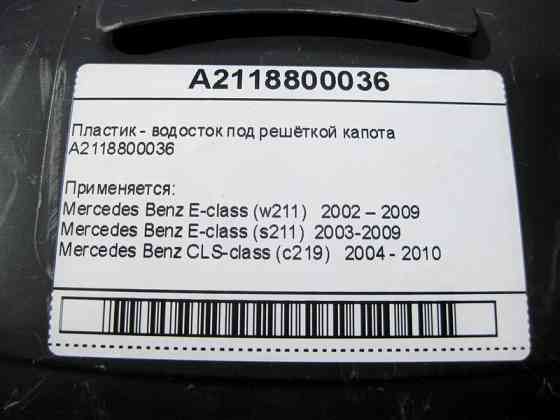 A2118800036
Пластик - водосток под решёткой капота
A2118800036
Применяется:
Mercedes Benz E-class (w211) 2002 – 2009
Mercedes Benz E-class (s211) 2003-2009
Mercedes Benz CLS-class (c219) 2004 - 2010